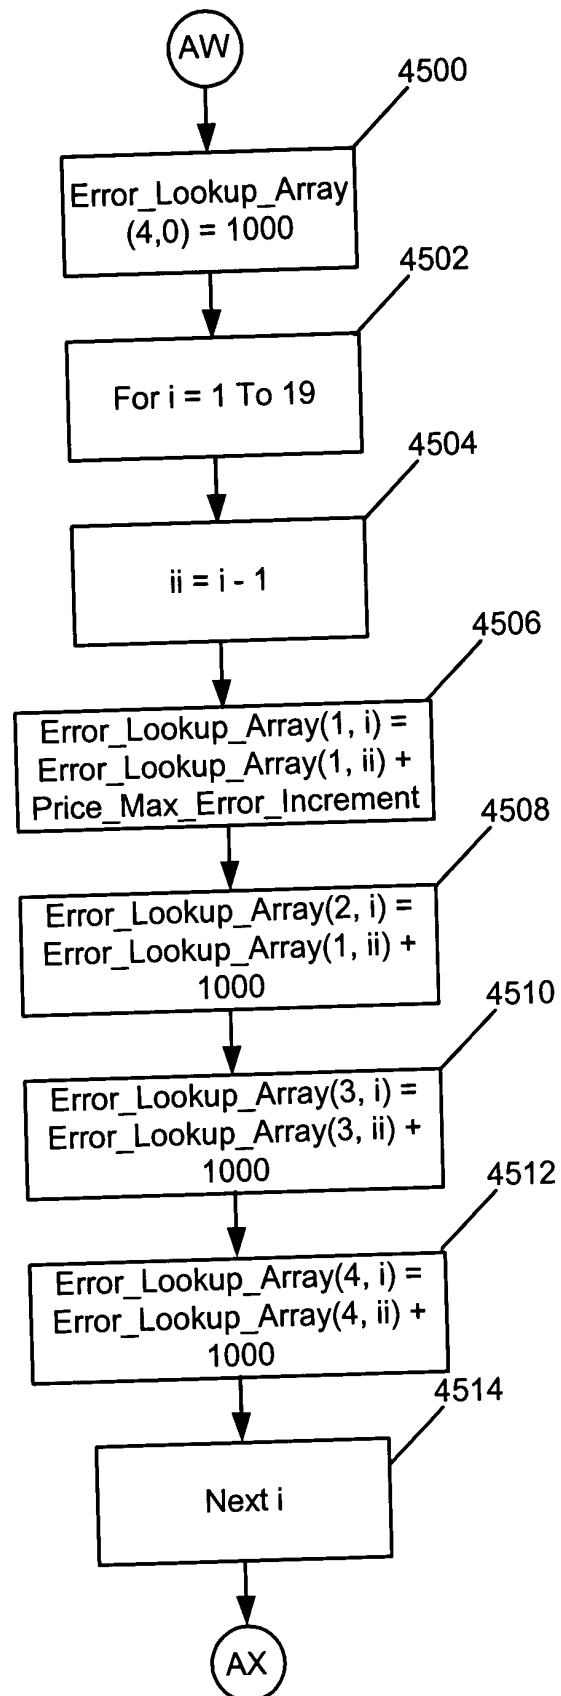 AW
4500
Error_Lookup_Array
(4,0) = 1000
4502
For i = 1 To 19
4504
ii = i - 1
4506
Error_Lookup_Array(1, i) =
Error_Lookup_Array(1, ii) +
Price_Max_Error_Increment
4508
Error_Lookup_Array(2, i) =
Error_Lookup_Array(1, ii) +
1000
4510
Error_Lookup_Array(3, i) =
Error_Lookup_Array(3, ii) +
1000
4512
Error_Lookup_Array(4, i) =
Error_Lookup_Array(4, ii) +
1000
4514
Next i
AX